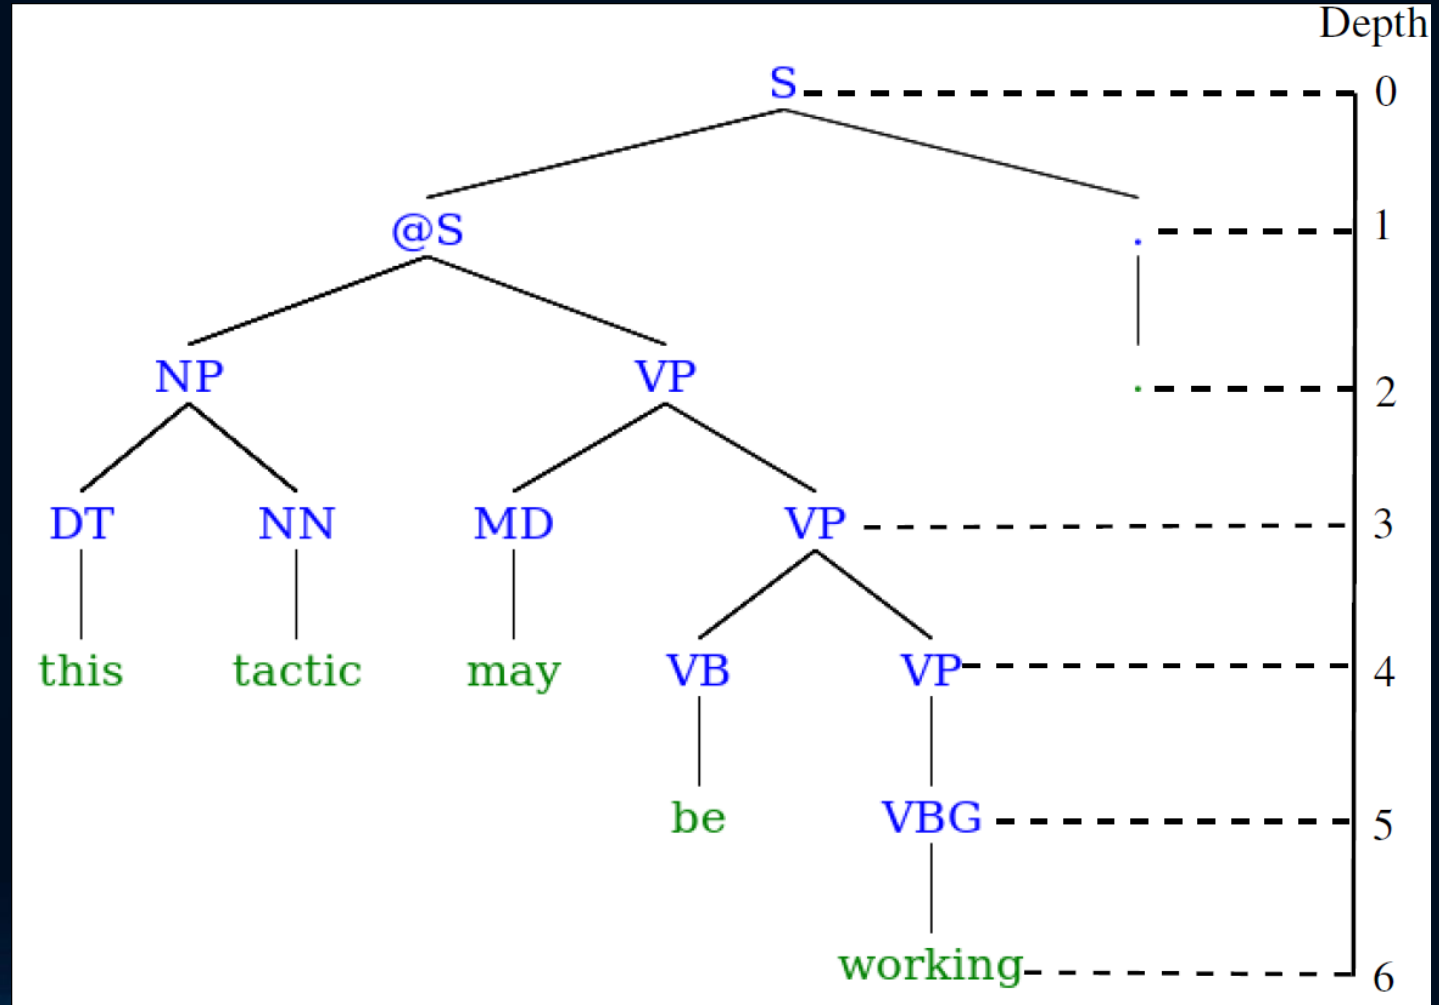 Depth
S 0
@S . 1
NP VP . 2
DT NN MD VP 3
this tactic may VB VP 4
be VBG 5
working 6